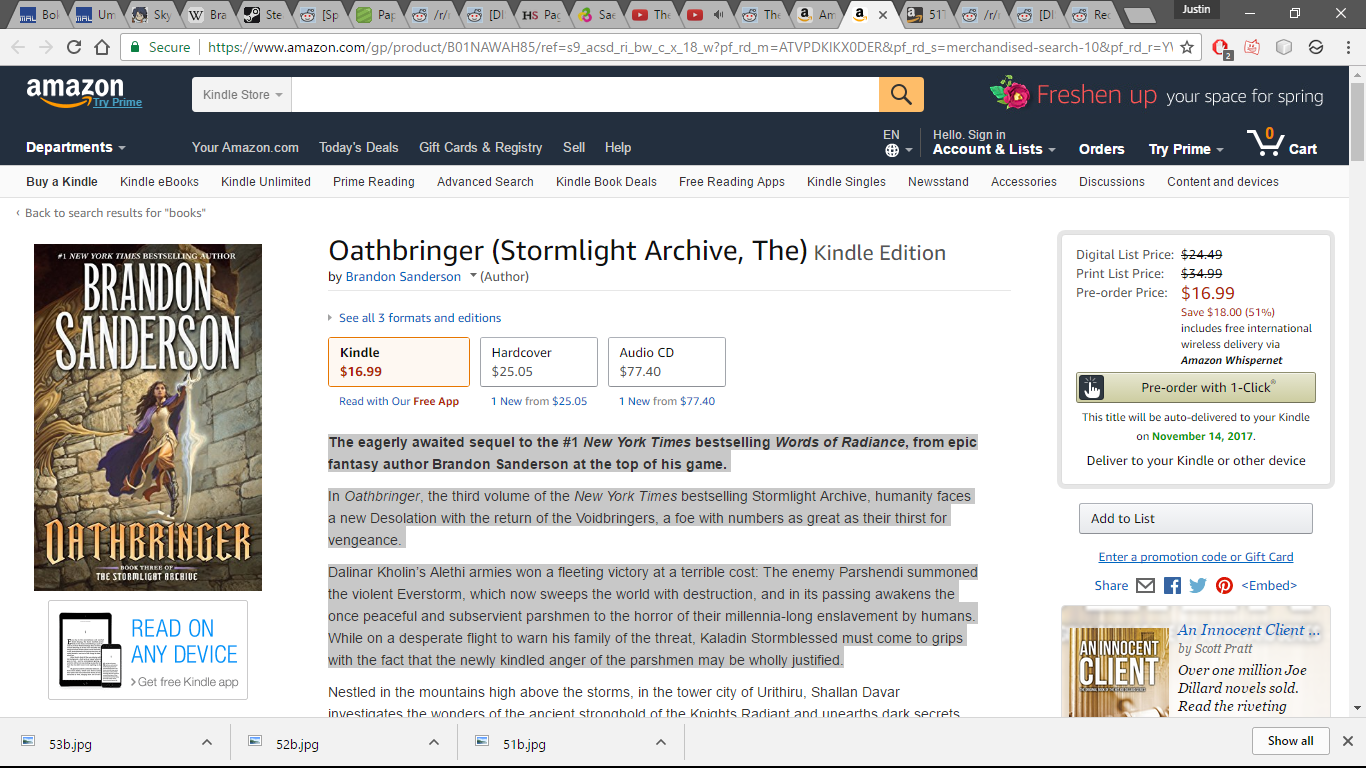 Bol
Um
Sky
Bra
Ste
[Sp
Pap
/r/
[DI
HS Pag
Sae
The
The
Am
51T
/r/
[DI
Rec
Justin
Secure https://www.amazon.com/gp/product/B01NAWAH85/ref=s9_acsd_ri_bw_c_x_18_w?pf_rd_m=ATVPDKIKX0DER&pf_rd_s=merchandised-search-10&pf_rd_r=
2
amazon
Try Prime
Kindle Store
Freshen up your space for spring
Departments
Your Amazon.com Today's Deals Gift Cards & Registry Sell Help
EN
Hello. Sign in
Account & Lists
Orders
Try Prime
0
Cart
Buy a Kindle Kindle eBooks Kindle Unlimited Prime Reading Advanced Search Kindle Book Deals Free Reading Apps Kindle Singles Newsstand Accessories Discussions Content and devices
‹ Back to search results for "books"
#1 NEW YORK TIMES BESTSELLING AUTHOR
BRANDON
SANDERSON
OATHBRINGER
BOOK THREE OF
THE STORMLIGHT ARCHIVE
READ ON
ANY DEVICE
› Get free Kindle app
Oathbringer (Stormlight Archive, The) Kindle Edition
by Brandon Sanderson (Author)
See all 3 formats and editions
Kindle
$16.99
Read with Our Free App
Hardcover
$25.05
1 New from $25.05
Audio CD
$77.40
1 New from $77.40
The eagerly awaited sequel to the #1 New York Times bestselling Words of Radiance, from epic
fantasy author Brandon Sanderson at the top of his game.
In Oathbringer, the third volume of the New York Times bestselling Stormlight Archive, humanity faces
a new Desolation with the return of the Voidbringers, a foe with numbers as great as their thirst for
vengeance.
Dalinar Kholin's Alethi armies won a fleeting victory at a terrible cost: The enemy Parshendi summoned
the violent Everstorm, which now sweeps the world with destruction, and in its passing awakens the
once peaceful and subservient parshmen to the horror of their millennia-long enslavement by humans.
While on a desperate flight to warn his family of the threat, Kaladin Stormblessed must come to grips
with the fact that the newly kindled anger of the parshmen may be wholly justified.
Nestled in the mountains high above the storms, in the tower city of Urithiru, Shallan Davar
investigates the wonders of the ancient stronghold of the Knights Radiant and unearths dark secrets
Digital List Price: $24.49
Print List Price: $34.99
Pre-order Price: $16.99
Save $18.00 (51%)
includes free international
wireless delivery via
Amazon Whispernet
Pre-order with 1-Click®
This title will be auto-delivered to your Kindle
on November 14, 2017.
Deliver to your Kindle or other device
Add to List
Enter a promotion code or Gift Card
Share <Embed>
AN INNOCENT
CLIENT
An Innocent Client ...
by Scott Pratt
Over one million Joe
Dillard novels sold.
Read the riveting
53b.jpg
52b.jpg
51b.jpg
Show all